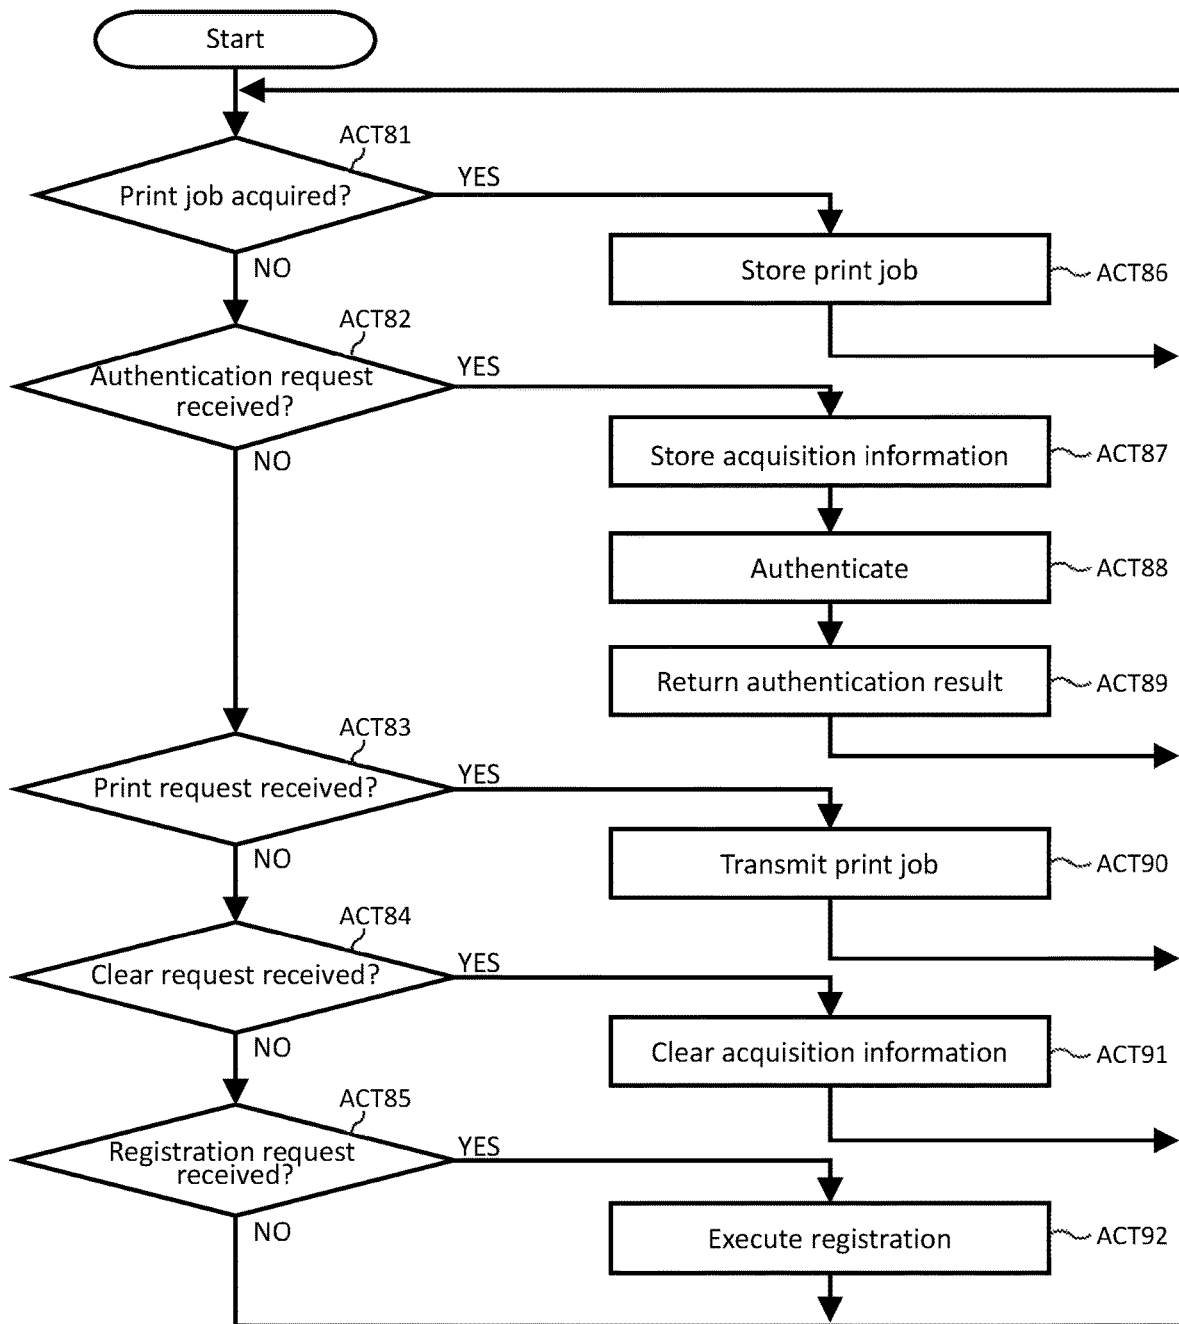 Start
ACT81
Print job acquired?
YES
NO
Store print job
ACT86
ACT82
Authentication request
received?
YES
NO
Store acquisition information
ACT87
Authenticate
ACT88
Return authentication result
ACT89
ACT83
Print request received?
YES
NO
Transmit print job
ACT90
ACT84
Clear request received?
YES
NO
Clear acquisition information
ACT91
ACT85
Registration request
received?
YES
NO
Execute registration
ACT92